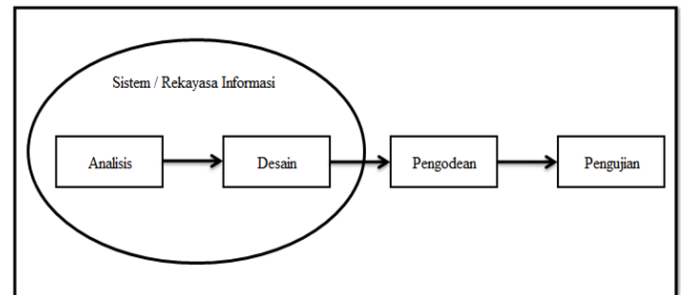 Sistem / Rekayasa Informasi
Analisis
Desain
Pengodean
Pengujian